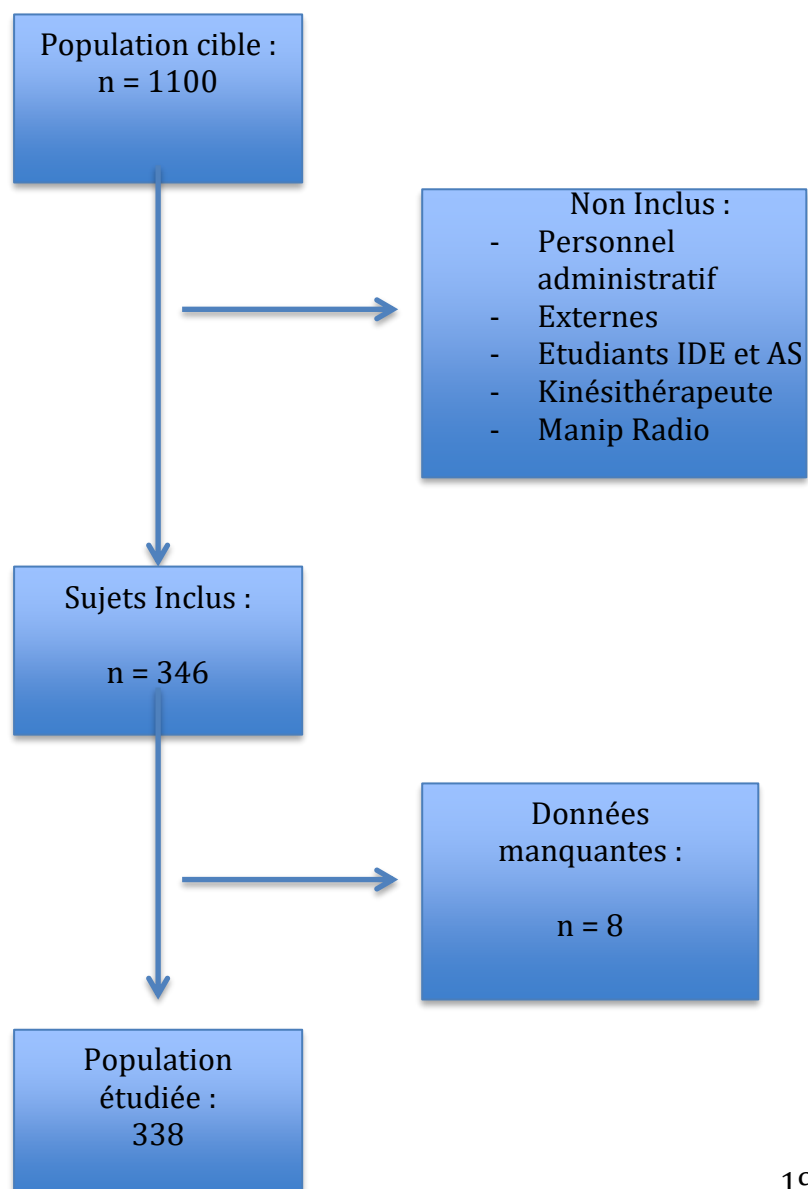 Population cible :
n = 1100
Non Inclus :
- Personnel
administratif
- Externes
- Etudiants IDE et AS
- Kinésithérapeute
- Manip Radio
Sujets Inclus :
n = 346
Données
manquantes :
n = 8
Population
étudiée :
338
19